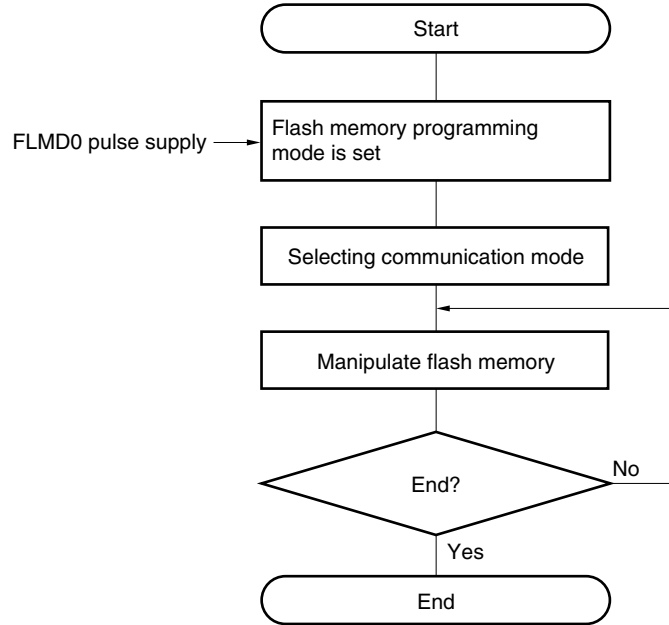 Start
FLMD0 pulse supply
Flash memory programming
mode is set
Selecting communication mode
Manipulate flash memory
End?
No
Yes
End